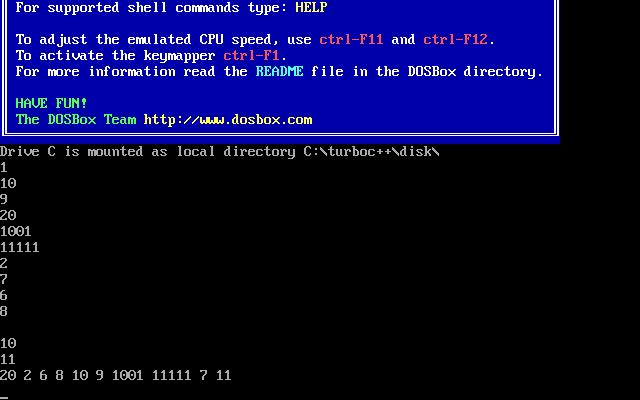 For supported shell commands type: HELP
To adjust the emulated CPU speed, use ctrl-F11 and ctrl-F12.
To activate the keymapper ctrl-F1.
For more information read the README file in the DOSBox directory.
HAVE FUN!
The DOSBox Team http://www.dosbox.com
Drive C is mounted as local directory C:\turboc++\disk\
1
10
9
20
1001
11111
2
7
6
8
10
11
20 2 6 8 10 9 1001 11111 7 11